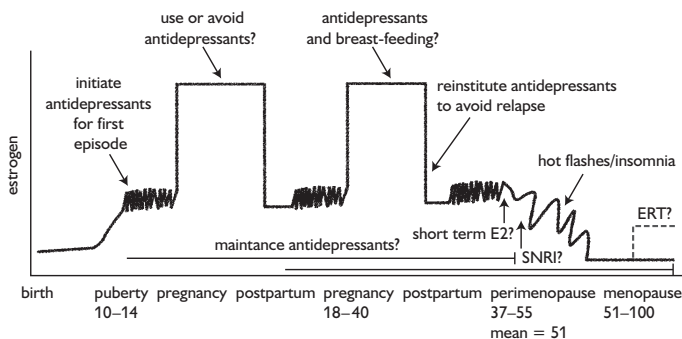 use or avoid
antidepressants?
antidepressants
and breast-feeding?
initiate
antidepressants
for first
episode
reinstitute antidepressants
to avoid relapse
hot flashes/insomnia
estrogen
ERT?
short term E2?
maintance antidepressants?
SNRI?
birth puberty pregnancy postpartum pregnancy postpartum perimenopause menopause
10–14 18–40 37–55 51–100
mean = 51